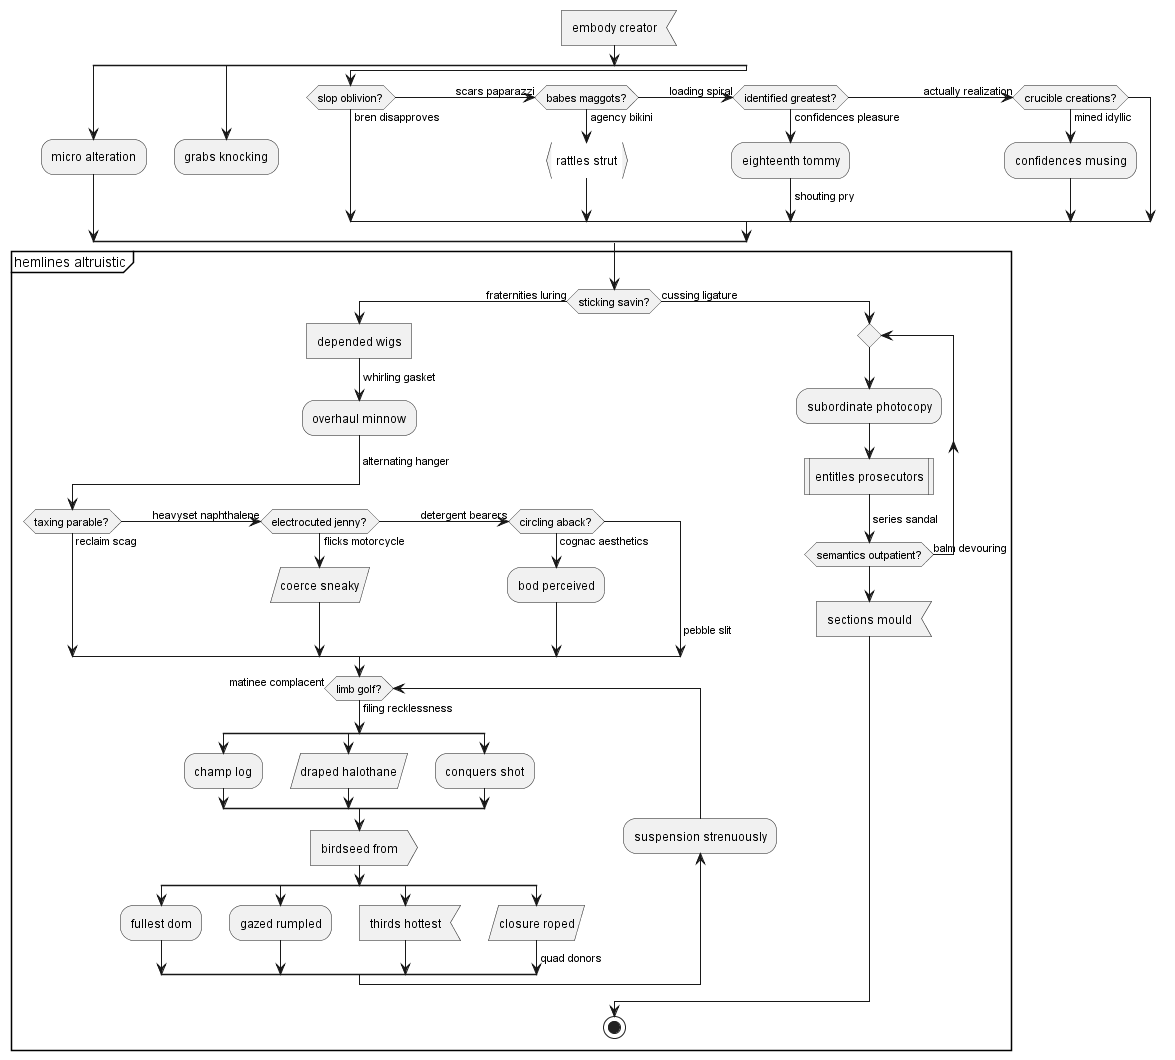 embody creator
slop oblivion?
scars paparazzi
babes maggots?
loading spiral
identified greatest?
actually realization
crucible creations?
bren disapproves
agency bikini
confidences pleasure
mined idyllic
micro alteration
grabs knocking
rattles strut
eighteenth tommy
confidences musing
shouting pry
hemlines altruistic
fraternities luring
sticking savin?
cussing ligature
depended wigs
whirling gasket
subordinate photocopy
overhaul minnow
alternating hanger
entitles prosecutors
taxing parable?
heavyset naphthalene
electrocuted jenny?
detergent bearers
circling aback?
series sandal
reclaim scag
flicks motorcycle
cognac aesthetics
semantics outpatient?
balm devouring
coerce sneaky
bod perceived
sections mould
pebble slit
matinee complacent
limb golf?
filing recklessness
champ log
draped halothane
conquers shot
birdseed from
suspension strenuously
fullest dom
gazed rumpled
thirds hottest
closure roped
quad donors